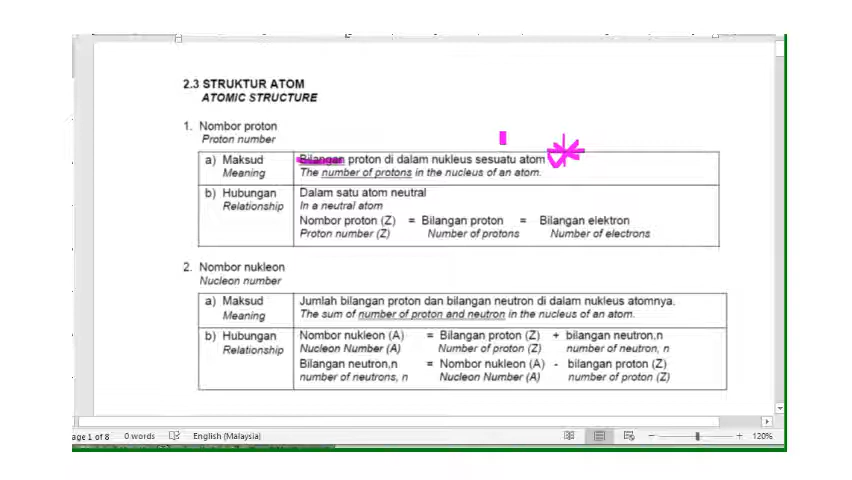 2.3 STRUKTUR ATOM
ATOMIC STRUCTURE
1. Nombor proton
Proton number
a) Maksud Bilangan proton di dalam nukleus sesuatu atom
Meaning The number of protons in the nucleus of an atom.
b) Hubungan Dalam satu atom neutral
Relationship In a neutral atom
Nombor proton (Z) = Bilangan proton = Bilangan elektron
Proton number (Z) Number of protons Number of electrons
2. Nombor nukleon
Nucleon number
a) Maksud Jumlah bilangan proton dan bilangan neutron di dalam nukleus atomnya.
Meaning The sum of number of proton and neutron in the nucleus of an atom.
b) Hubungan Nombor nukleon (A) = Bilangan proton (Z) + bilangan neutron,n
Relationship Nucleon Number (A) Number of proton (Z) number of neutron, n
Bilangan neutron,n = Nombor nukleon (A) - bilangan proton (Z)
number of neutrons, n Nucleon Number (A) number of proton (Z)
age 1 of 8 0 words English (Malaysia) 120%